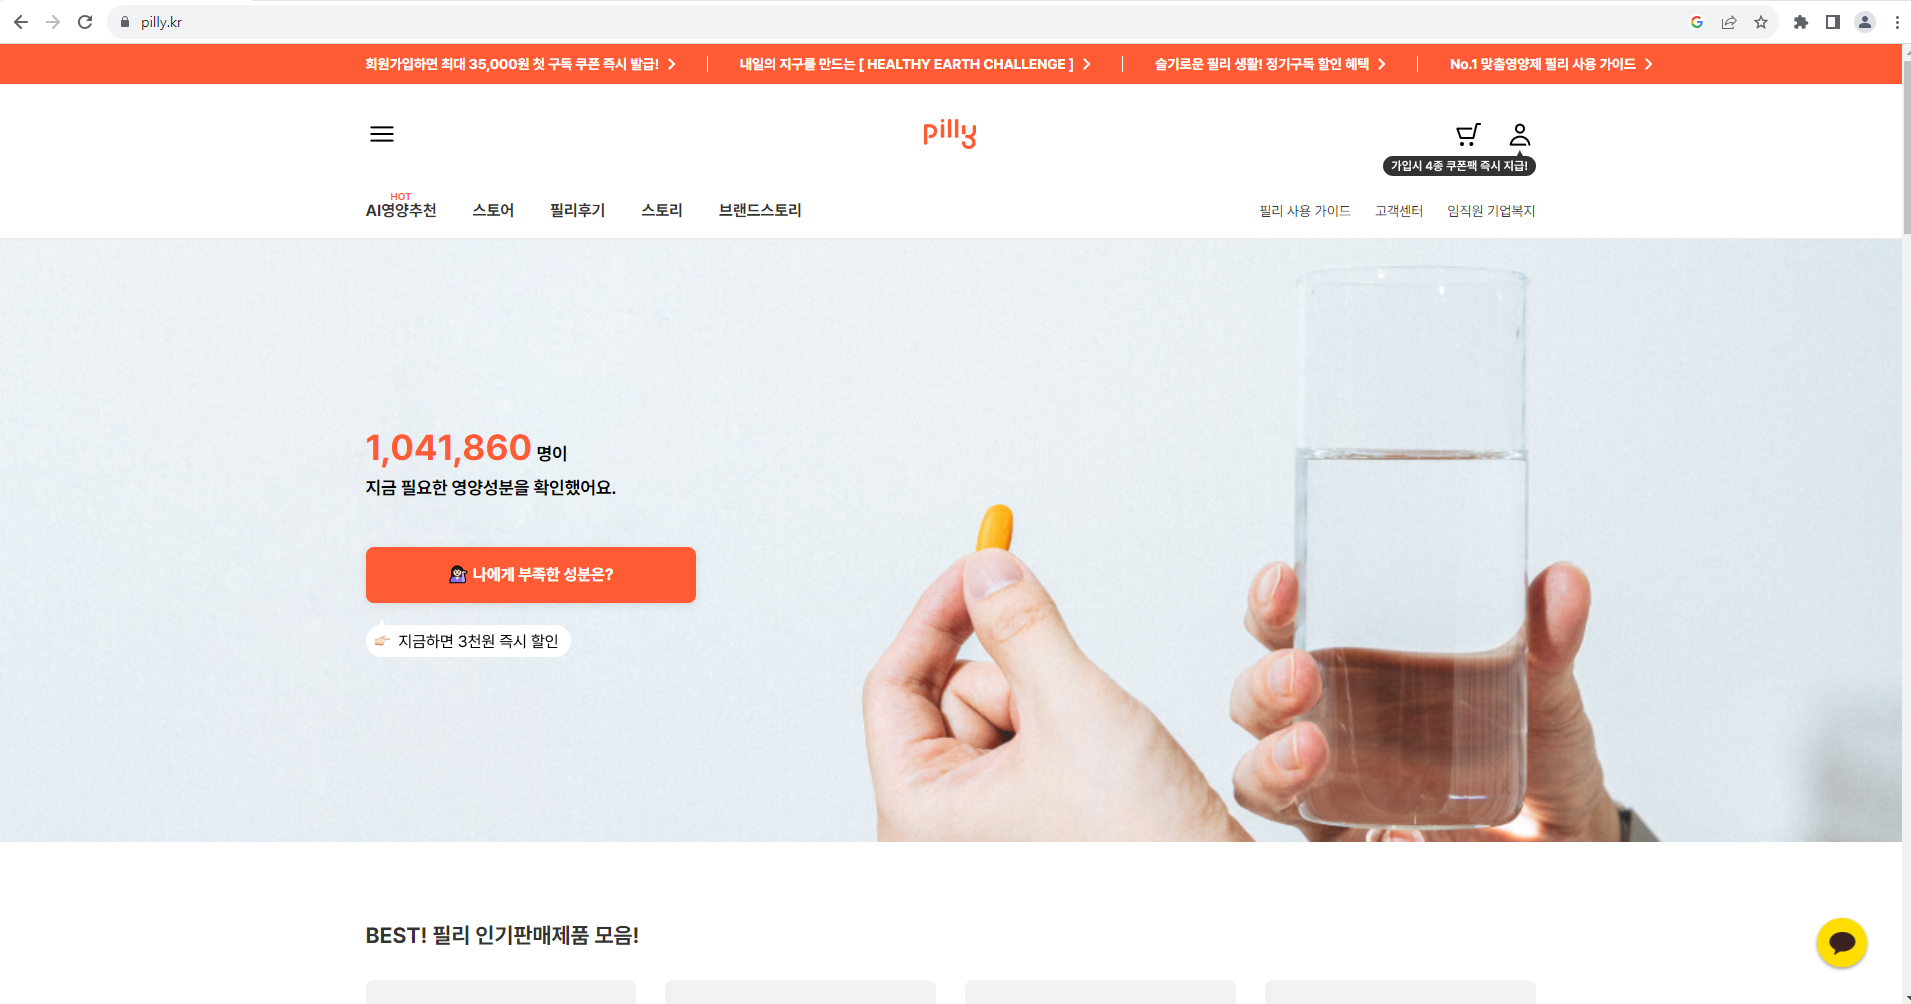 pilly.kr
회원가입하면 최대 35,000원 첫 구독 쿠폰 즉시 발급!
내일의 지구를 만드는 [ HEALTHY EARTH CHALLENGE ]
슬기로운 필리 생활! 정기구독 할인 혜택
No.1 맞춤영양제 필리 사용 가이드
pilly
가입시 4종 쿠폰팩 즉시 지급!
HOT
AI영양추천
스토어
필리후기
스토리
브랜드스토리
필리 사용 가이드
고객센터
임직원 기업복지
1,041,860 명이
지금 필요한 영양성분을 확인했어요.
나에게 부족한 성분은?
지금하면 3천원 즉시 할인
BEST! 필리 인기판매제품 모음!